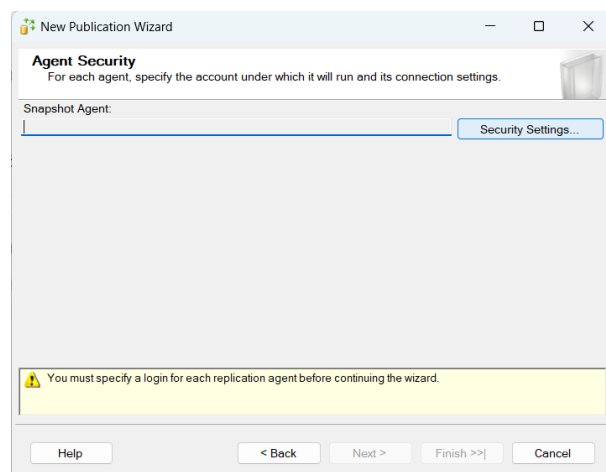 New Publication Wizard
Agent Security
For each agent, specify the account under which it will run and its connection settings.
Snapshot Agent:
Security Settings...
You must specify a login for each replication agent before continuing the wizard.
Help
< Back
Next >
Finish >>|
Cancel